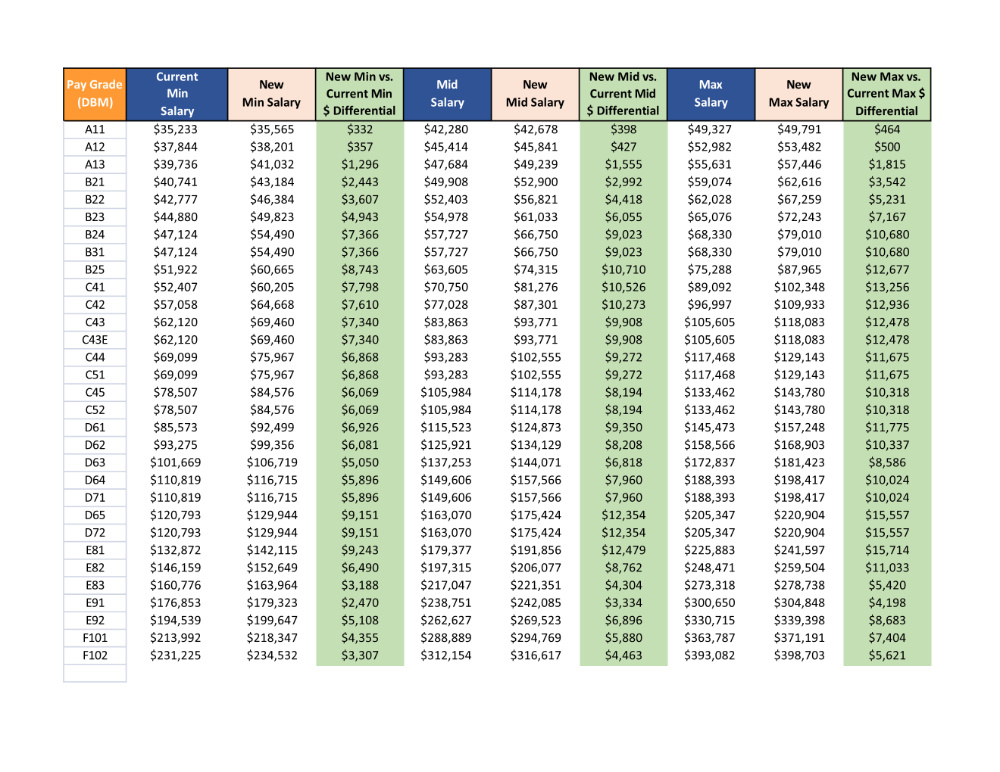 Pay Grade (DBM) Current Min Salary New Min Salary New Min vs. Current Min $ Differential Mid Salary New Mid Salary New Mid vs. Current Mid $ Differential Max Salary New Max Salary New Max vs. Current Max $ Differential
A11 $35,233 $35,565 $332 $42,280 $42,678 $398 $49,327 $49,791 $464
A12 $37,844 $38,201 $357 $45,414 $45,841 $427 $52,982 $53,482 $500
A13 $39,736 $41,032 $1,296 $47,684 $49,239 $1,555 $55,631 $57,446 $1,815
B21 $40,741 $43,184 $2,443 $49,908 $52,900 $2,992 $59,074 $62,616 $3,542
B22 $42,777 $46,384 $3,607 $52,403 $56,821 $4,418 $62,028 $67,259 $5,231
B23 $44,880 $49,823 $4,943 $54,978 $61,033 $6,055 $65,076 $72,243 $7,167
B24 $47,124 $54,490 $7,366 $57,727 $66,750 $9,023 $68,330 $79,010 $10,680
B31 $47,124 $54,490 $7,366 $57,727 $66,750 $9,023 $68,330 $79,010 $10,680
B25 $51,922 $60,665 $8,743 $63,605 $74,315 $10,710 $75,288 $87,965 $12,677
C41 $52,407 $60,205 $7,798 $70,750 $81,276 $10,526 $89,092 $102,348 $13,256
C42 $57,058 $64,668 $7,610 $77,028 $87,301 $10,273 $96,997 $109,933 $12,936
C43 $62,120 $69,460 $7,340 $83,863 $93,771 $9,908 $105,605 $118,083 $12,478
C43E $62,120 $69,460 $7,340 $83,863 $93,771 $9,908 $105,605 $118,083 $12,478
C44 $69,099 $75,967 $6,868 $93,283 $102,555 $9,272 $117,468 $129,143 $11,675
C51 $69,099 $75,967 $6,868 $93,283 $102,555 $9,272 $117,468 $129,143 $11,675
C45 $78,507 $84,576 $6,069 $105,984 $114,178 $8,194 $133,462 $143,780 $10,318
C52 $78,507 $84,576 $6,069 $105,984 $114,178 $8,194 $133,462 $143,780 $10,318
D61 $85,573 $92,499 $6,926 $115,523 $124,873 $9,350 $145,473 $157,248 $11,775
D62 $93,275 $99,356 $6,081 $125,921 $134,129 $8,208 $158,566 $168,903 $10,337
D63 $101,669 $106,719 $5,050 $137,253 $144,071 $6,818 $172,837 $181,423 $8,586
D64 $110,819 $116,715 $5,896 $149,606 $157,566 $7,960 $188,393 $198,417 $10,024
D71 $110,819 $116,715 $5,896 $149,606 $157,566 $7,960 $188,393 $198,417 $10,024
D65 $120,793 $129,944 $9,151 $163,070 $175,424 $12,354 $205,347 $220,904 $15,557
D72 $120,793 $129,944 $9,151 $163,070 $175,424 $12,354 $205,347 $220,904 $15,557
E81 $132,872 $142,115 $9,243 $179,377 $191,856 $12,479 $225,883 $241,597 $15,714
E82 $146,159 $152,649 $6,490 $197,315 $206,077 $8,762 $248,471 $259,504 $11,033
E83 $160,776 $163,964 $3,188 $217,047 $221,351 $4,304 $273,318 $278,738 $5,420
E91 $176,853 $179,323 $2,470 $238,751 $242,085 $3,334 $300,650 $304,848 $4,198
E92 $194,539 $199,647 $5,108 $262,627 $269,523 $6,896 $330,715 $339,398 $8,683
F101 $213,992 $218,347 $4,355 $288,889 $294,769 $5,880 $363,787 $371,191 $7,404
F102 $231,225 $234,532 $3,307 $312,154 $316,617 $4,463 $393,082 $398,703 $5,621